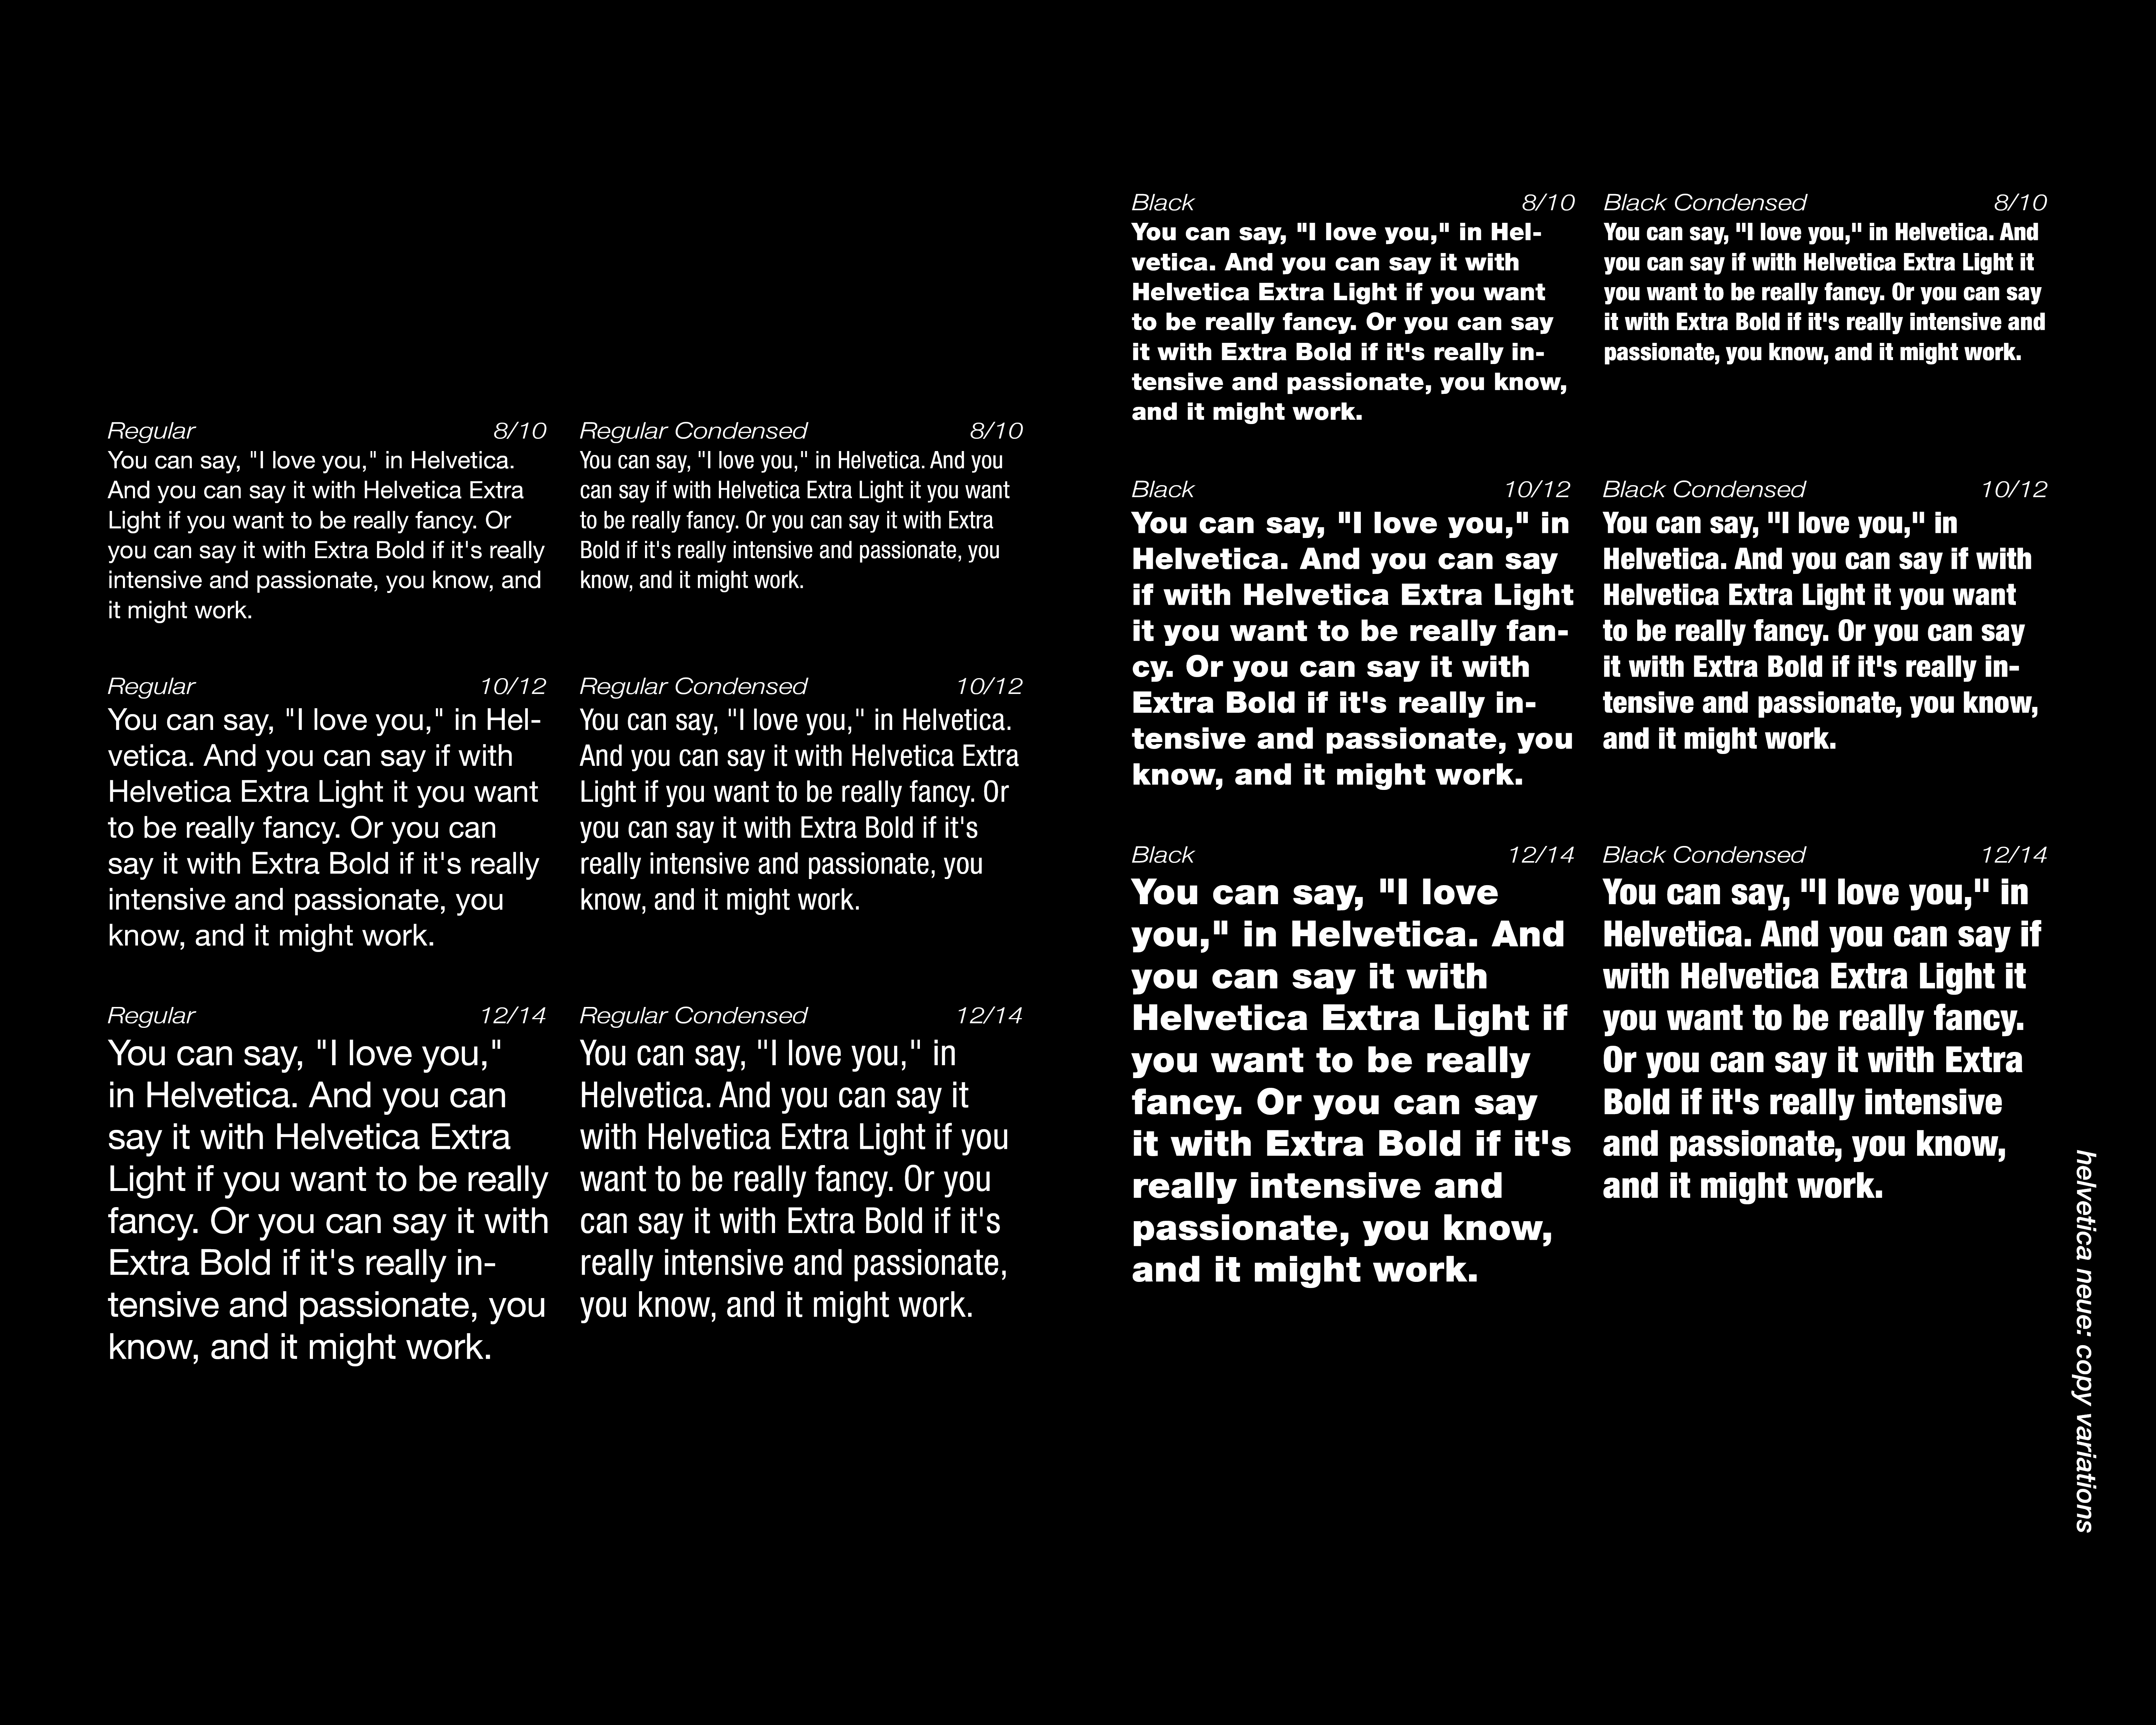 Regular 8/10
You can say, "I love you," in Helvetica.
And you can say it with Helvetica Extra
Light if you want to be really fancy. Or
you can say it with Extra Bold if it's really
intensive and passionate, you know, and
it might work.
Regular 10/12
You can say, "I love you," in Hel-
vetica. And you can say if with
Helvetica Extra Light it you want
to be really fancy. Or you can
say it with Extra Bold if it's really
intensive and passionate, you
know, and it might work.
Regular 12/14
You can say, "I love you,"
in Helvetica. And you can
say it with Helvetica Extra
Light if you want to be really
fancy. Or you can say it with
Extra Bold if it's really in-
tensive and passionate, you
know, and it might work.
Regular Condensed 8/10
You can say, "I love you," in Helvetica. And you
can say if with Helvetica Extra Light it you want
to be really fancy. Or you can say it with Extra
Bold if it's really intensive and passionate, you
know, and it might work.
Regular Condensed 10/12
You can say, "I love you," in Helvetica.
And you can say it with Helvetica Extra
Light if you want to be really fancy. Or
you can say it with Extra Bold if it's
really intensive and passionate, you
know, and it might work.
Regular Condensed 12/14
You can say, "I love you," in
Helvetica. And you can say it
with Helvetica Extra Light if you
want to be really fancy. Or you
can say it with Extra Bold if it's
really intensive and passionate,
you know, and it might work.
Black 8/10
You can say, "I love you," in Hel-
vetica. And you can say it with
Helvetica Extra Light if you want
to be really fancy. Or you can say
it with Extra Bold if it's really in-
tensive and passionate, you know,
and it might work.
Black 10/12
You can say, "I love you," in
Helvetica. And you can say
if with Helvetica Extra Light
it you want to be really fan-
cy. Or you can say it with
Extra Bold if it's really in-
tensive and passionate, you
know, and it might work.
Black 12/14
You can say, "I love
you," in Helvetica. And
you can say it with
Helvetica Extra Light if
you want to be really
fancy. Or you can say
it with Extra Bold if it's
really intensive and
passionate, you know,
and it might work.
Black Condensed 8/10
You can say, "I love you," in Helvetica. And
you can say if with Helvetica Extra Light it
you want to be really fancy. Or you can say
it with Extra Bold if it's really intensive and
passionate, you know, and it might work.
Black Condensed 10/12
You can say, "I love you," in
Helvetica. And you can say if with
Helvetica Extra Light it you want
to be really fancy. Or you can say
it with Extra Bold if it's really in-
tensive and passionate, you know,
and it might work.
Black Condensed 12/14
You can say, "I love you," in
Helvetica. And you can say if
with Helvetica Extra Light it
you want to be really fancy.
Or you can say it with Extra
Bold if it's really intensive
and passionate, you know,
and it might work.
helvetica neue: copy variations